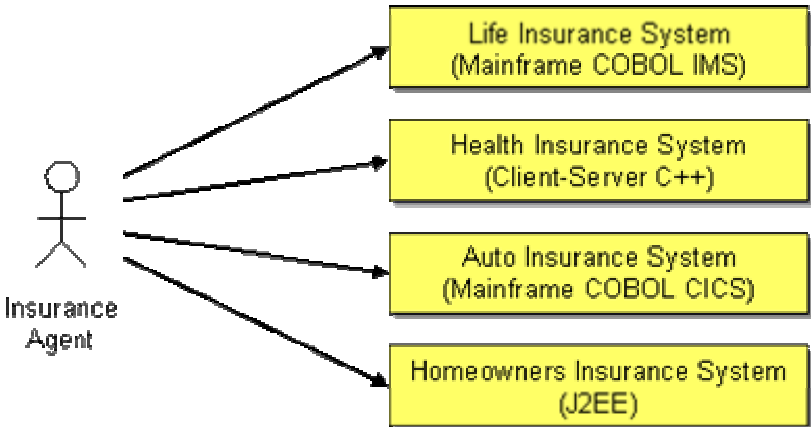 Life Insurance System
(Mainframe COBOL IMS)
Health Insurance System
(Client-Server C++)
Auto Insurance System
(Mainframe COBOL CICS)
Insurance
Agent
Homeowners Insurance System
(J2EE)